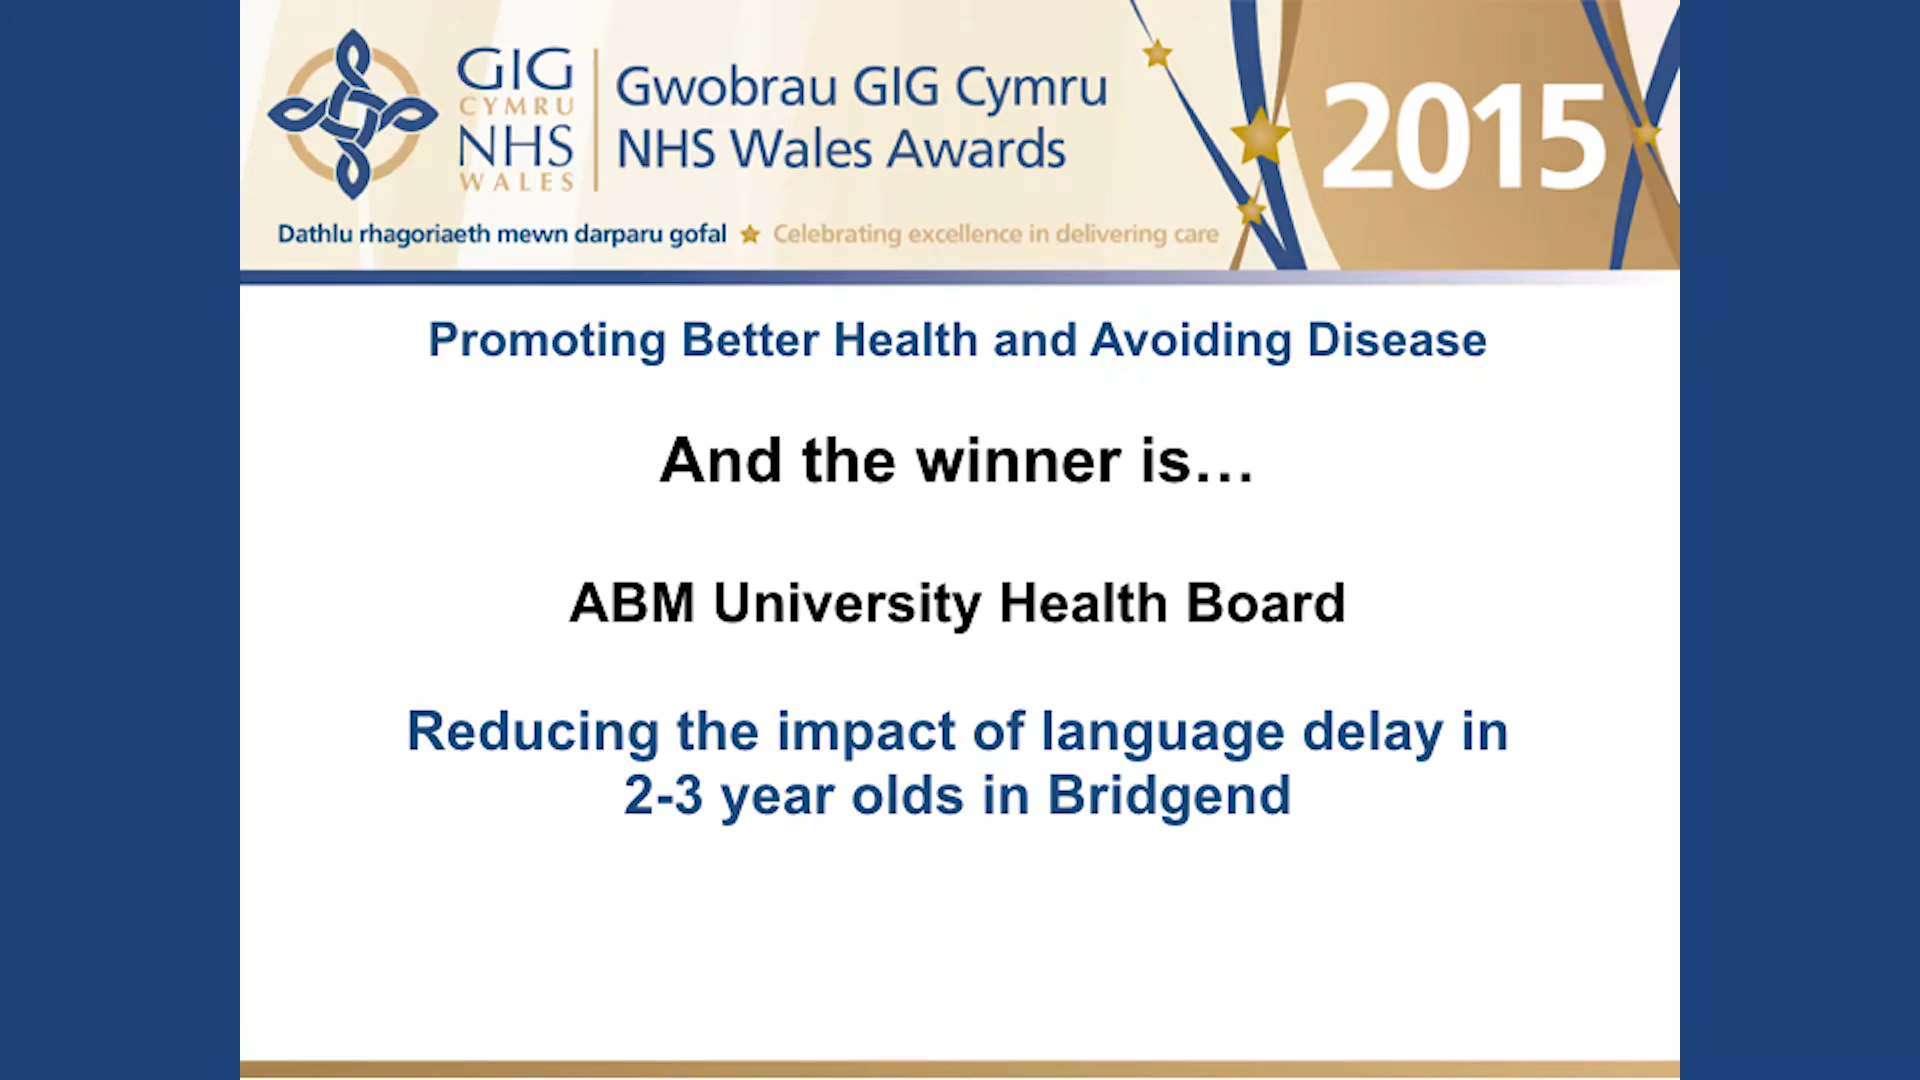 GIG
CYMRU
NHS
WALES
Gwobrau GIG Cymru
NHS Wales Awards
2015
Dathlu rhagoriaeth mewn darparu gofal Celebrating excellence in delivering care
Promoting Better Health and Avoiding Disease
And the winner is…
ABM University Health Board
Reducing the impact of language delay in
2-3 year olds in Bridgend